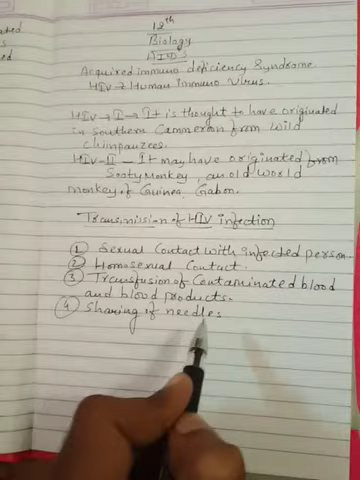 12th
Biology
AIDS
Acquired immuno deficiency Syndrome.
HIV → Human Immuno Virus.
HIV → I → It is thought to have originated
in Southern Cammeron from wild
chimpanzees.
HIV-II - It may have originated from
Sooty Monkey, an old world
monkey of Guinea, Gabon.
Transmission of HIV infection
① Sexual Contact with infected person.
② Homosexual Contact.
③ Transfusion of Contaminated blood
and blood products.
④ Sharing of needles